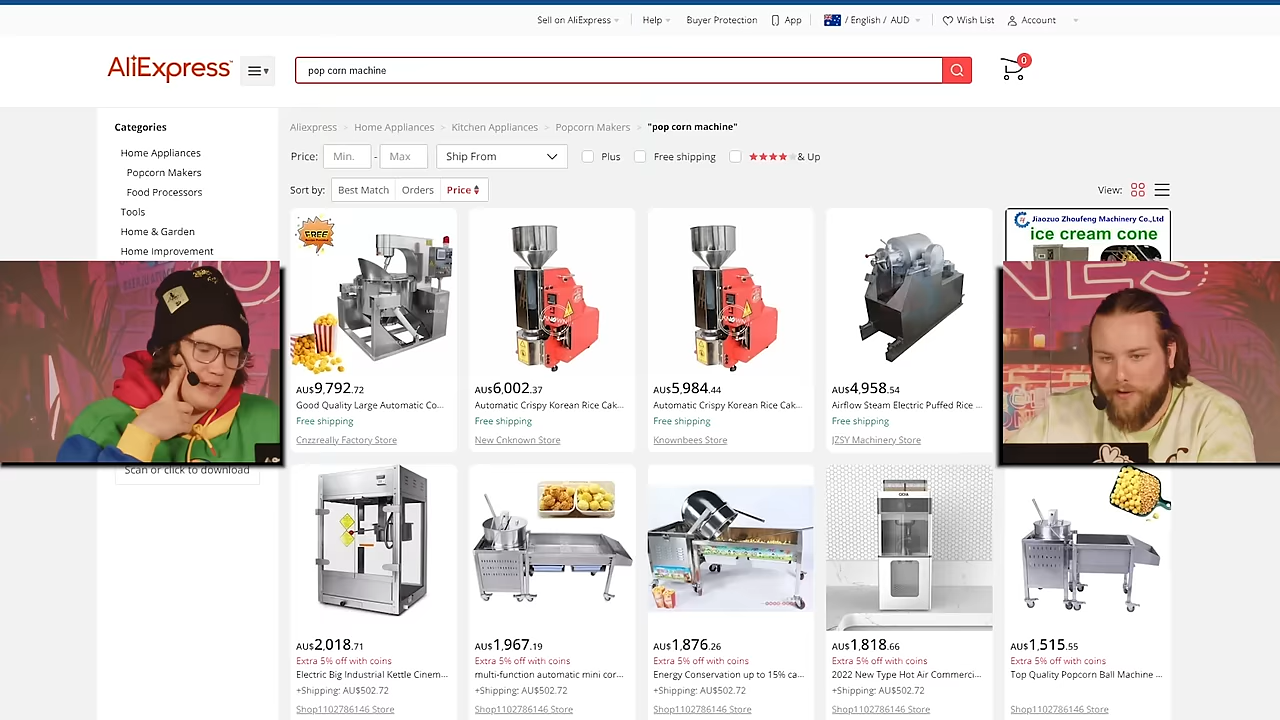 Sell on AliExpress
Help
Buyer Protection
App
/ English / AUD
Wish List
Account
AliExpress
pop corn machine
0
Categories
Home Appliances
Popcorn Makers
Food Processors
Tools
Home & Garden
Home Improvement
Scan or click to download
Aliexpress > Home Appliances > Kitchen Appliances > Popcorn Makers > "pop corn machine"
Price: Min. - Max Ship From Plus Free shipping & Up
Sort by: Best Match Orders Price
View:
FREE
Jiaozuo Zhoufeng Machinery Co.,Ltd
ice cream cone
AU$9,792.72
Good Quality Large Automatic Co...
Free shipping
Cnzzreally Factory Store
AU$6,002.37
Automatic Crispy Korean Rice Cak...
Free shipping
New Cnknown Store
AU$5,984.44
Automatic Crispy Korean Rice Cak...
Free shipping
Knownbees Store
AU$4,958.54
Airflow Steam Electric Puffed Rice ...
Free shipping
JZSY Machinery Store
AU$2,018.71
Extra 5% off with coins
Electric Big Industrial Kettle Cinem...
+Shipping: AU$502.72
Shop1102786146 Store
AU$1,967.19
Extra 5% off with coins
multi-function automatic mini cor...
+Shipping: AU$502.72
Shop1102786146 Store
AU$1,876.26
Extra 5% off with coins
Energy Conservation up to 15% ca...
+Shipping: AU$502.72
Shop1102786146 Store
AU$1,818.66
Extra 5% off with coins
2022 New Type Hot Air Commerci...
+Shipping: AU$502.72
Shop1102786146 Store
AU$1,515.55
Extra 5% off with coins
Top Quality Popcorn Ball Machine ...
Shop1102786146 Store